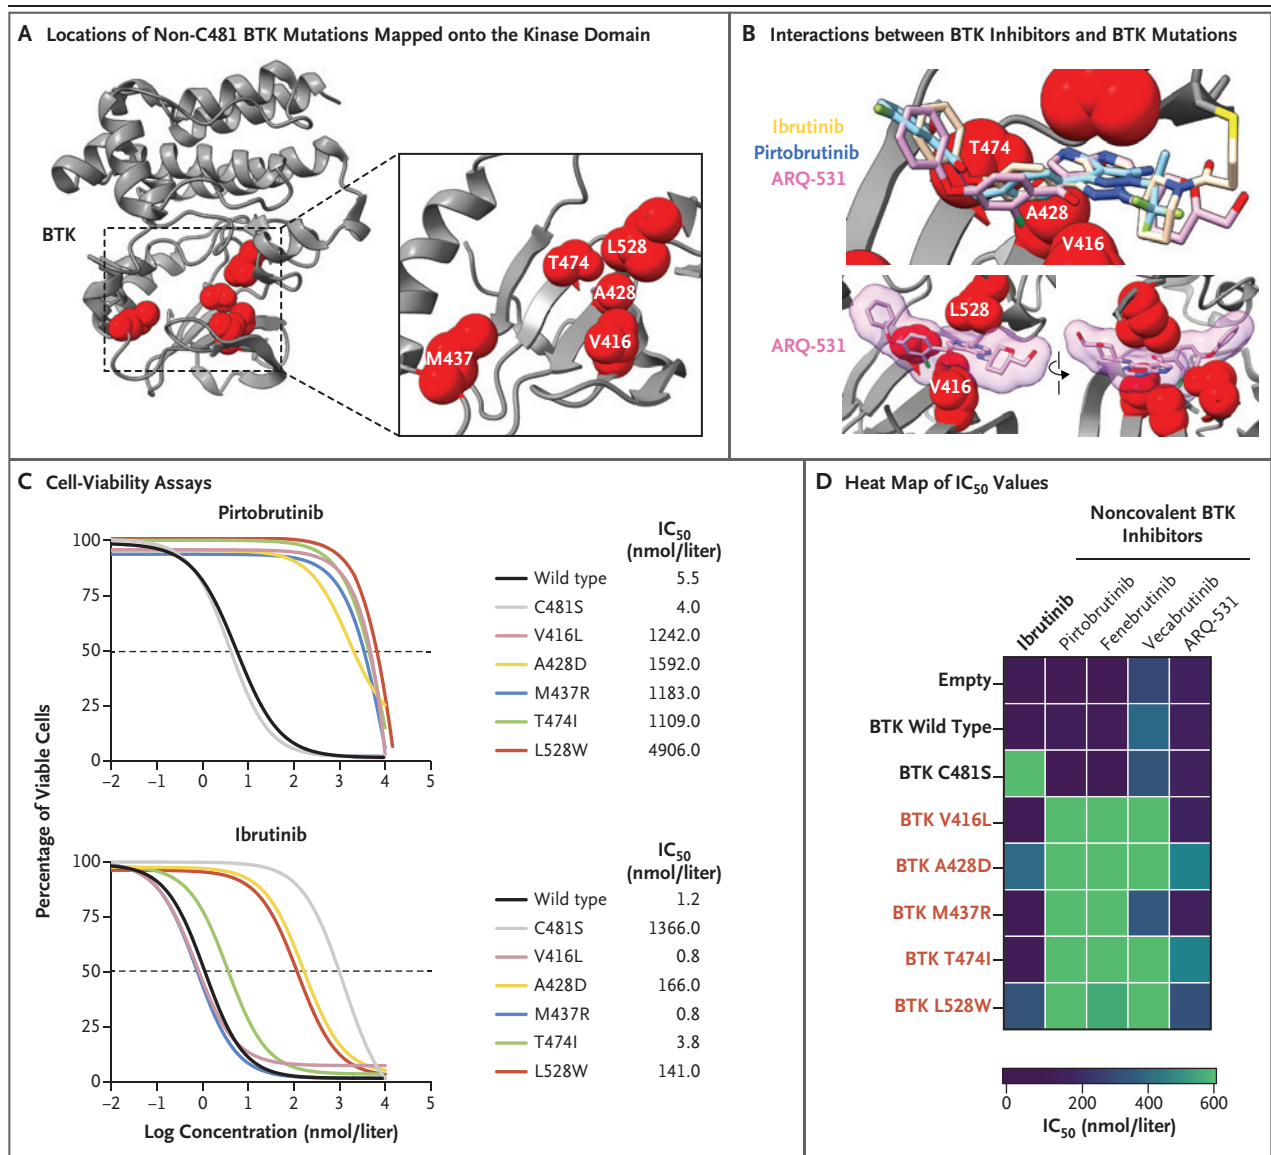 A Locations of Non-C481 BTK Mutations Mapped onto the Kinase Domain
BTK
T474
L528
A428
V416
M437
B Interactions between BTK Inhibitors and BTK Mutations
Ibrutinib
Pirtobrutinib
ARQ-531
T474
A428
V416
ARQ-531
L528
V416
C Cell-Viability Assays
Percentage of Viable Cells
Pirtobrutinib
100
75
50
25
0
−2 −1 0 1 2 3 4 5
IC50
(nmol/liter)
Wild type 5.5
C481S 4.0
V416L 1242.0
A428D 1592.0
M437R 1183.0
T474I 1109.0
L528W 4906.0
Ibrutinib
100
75
50
25
0
−2 −1 0 1 2 3 4 5
Log Concentration (nmol/liter)
IC50
(nmol/liter)
Wild type 1.2
C481S 1366.0
V416L 0.8
A428D 166.0
M437R 0.8
T474I 3.8
L528W 141.0
D Heat Map of IC50 Values
Noncovalent BTK
Inhibitors
Ibrutinib
Pirtobrutinib
Fenebrutinib
Vecabrutinib
ARQ-531
Empty
BTK Wild Type
BTK C481S
BTK V416L
BTK A428D
BTK M437R
BTK T474I
BTK L528W
0 200 400 600
IC50 (nmol/liter)